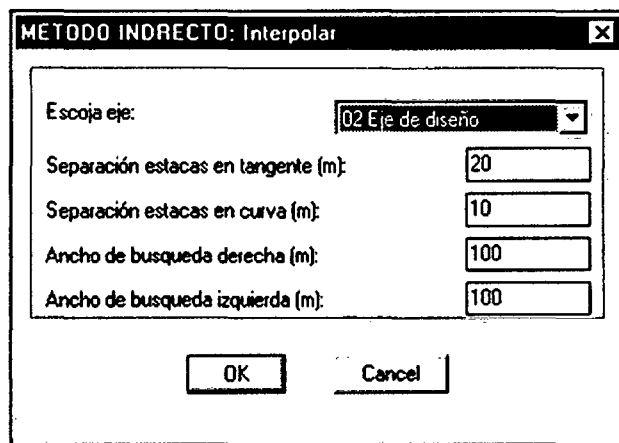 METODO INDRECTO: Interpolar
Escoja eje: 02 Eje de diseño
Separación estacas en tangente (m): 20
Separación estacas en curva (m): 10
Ancho de busqueda derecha (m): 100
Ancho de busqueda izquierda (m): 100
OK Cancel